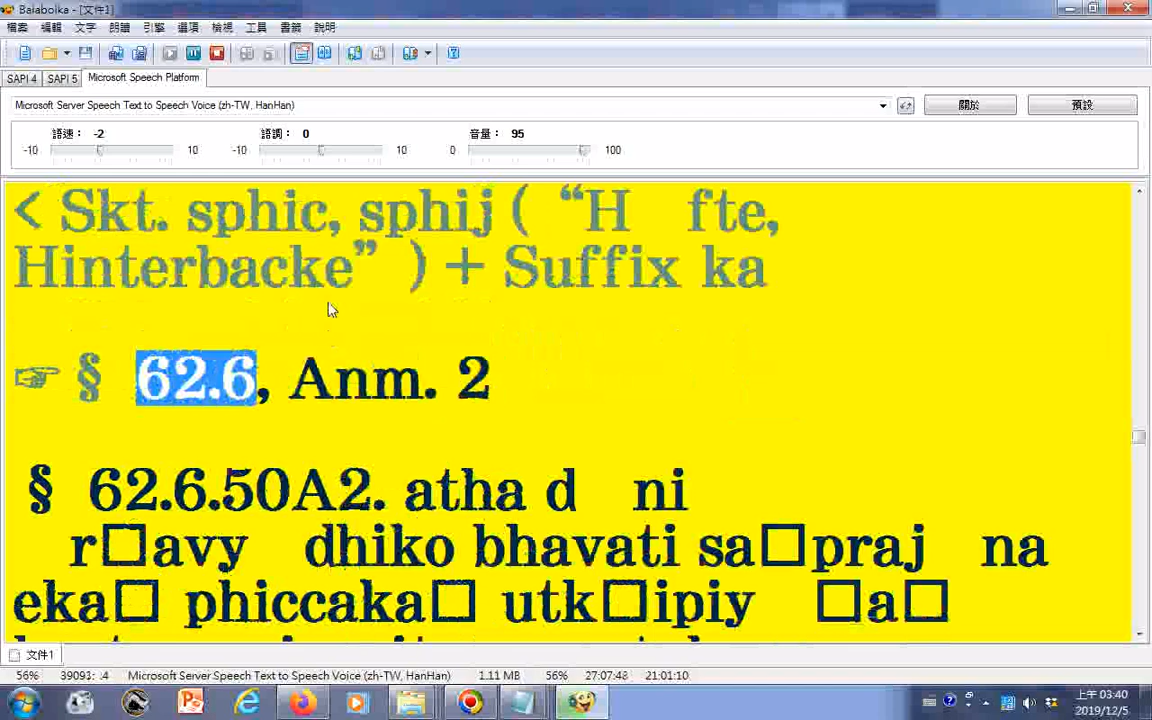 Balabolka - [文件1]
檔案 編輯 文字 朗讀 引擎 選項 檢視 工具 書籤 說明
SAPI 4 SAPI 5 Microsoft Speech Platform
Microsoft Server Speech Text to Speech Voice (zh-TW, HanHan) 關於 預設
語速： -2 語調： 0 音量： 95
-10 10 -10 10 0 100
< Skt. sphic, sphij ( “H fte,
Hinterbacke” ) + Suffix ka
☞ § 62.6, Anm. 2
§ 62.6.50A2. atha d ni
r□avy dhiko bhavati sa□praj na
eka□ phiccaka□ utk□ipiy □a□
文件1
56% Microsoft Server Speech Text to Speech Voice (zh-TW, HanHan) 1.11 MB 56% 27:07:48 21:01:10
上午 03:40
2019/12/5